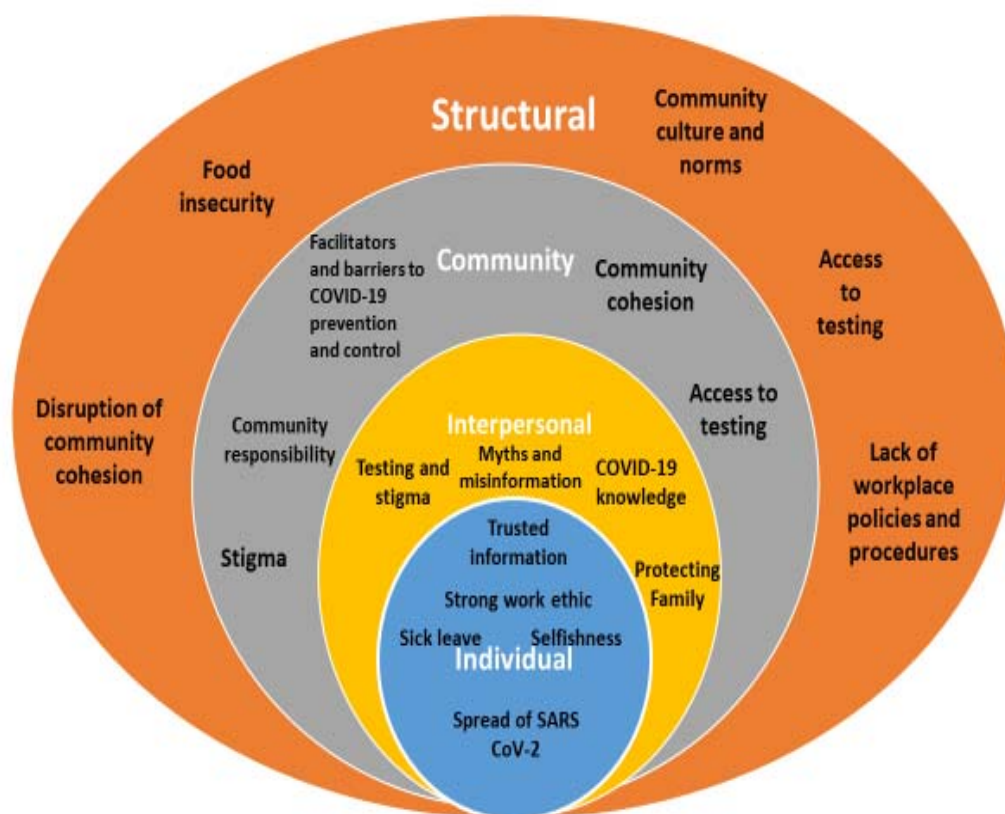 Structural
Community
culture and
norms
Food
insecurity
Access
to
testing
Disruption of
community
cohesion
Lack of
workplace
policies and
procedures
Community
Facilitators
and barriers to
COVID-19
prevention
and control
Community
cohesion
Community
responsibility
Access to
testing
Stigma
Interpersonal
Testing and
stigma
Myths and
misinformation
COVID-19
knowledge
Protecting
Family
Trusted
information
Strong work ethic
Sick leave
Selfishness
Individual
Spread of SARS
CoV-2